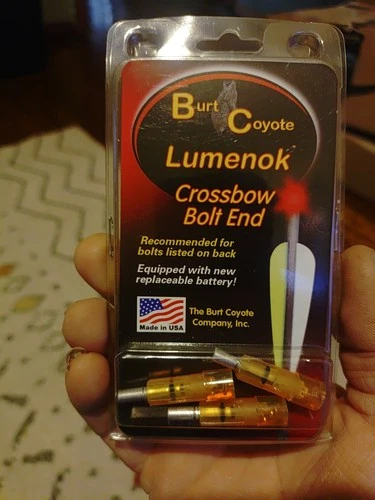 Burt Coyote
Lumenok
Crossbow
Bolt End
Recommended for
bolts listed on back
Equipped with new
replaceable battery!
Made in USA
The Burt Coyote
Company, Inc.